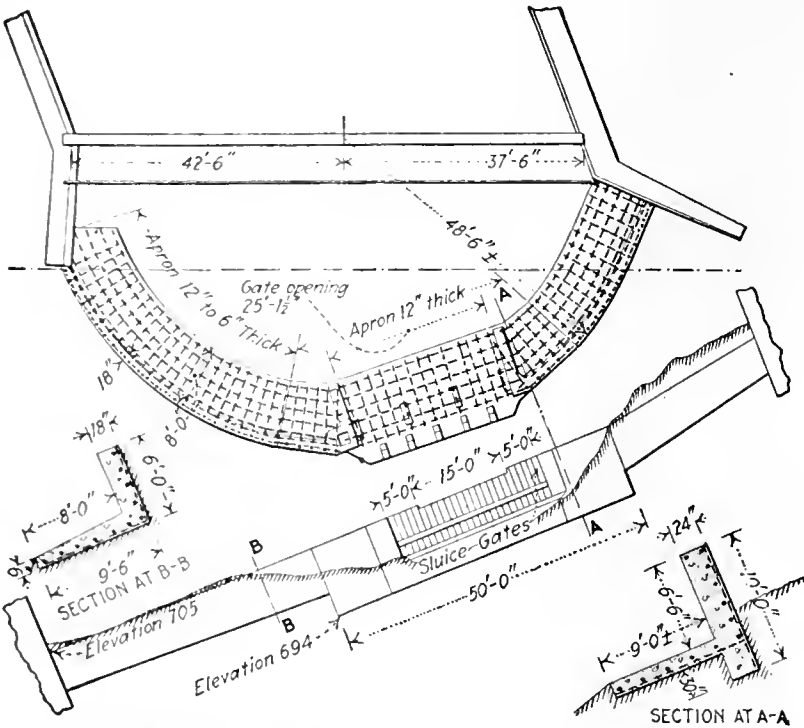 42'-6"
37'-6"
48'-6" ±
Apron 12" to 6" Thick
Gate opening
25'-1½"
Apron 12" thick
A
18"
8'-0"
18"
6'-0"
8'-0"
9'-6"
SECTION AT B-B
5'-0"
15'-0"
5'-0"
B
B
Sluice-Gates
A
50'-0"
Elevation 705
Elevation 694
24"
6'-6"
9'-0" ±
30"
SECTION AT A-A